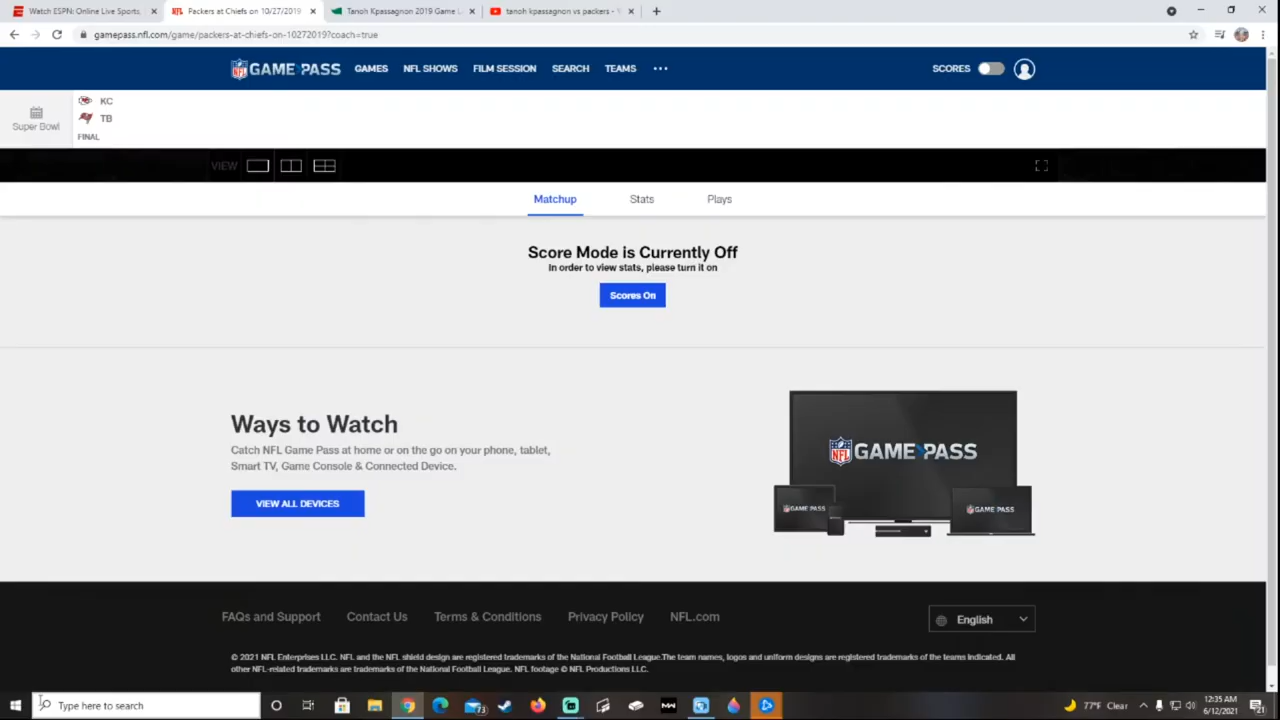 Watch ESPN: Online Live Sports,
Packers at Chiefs on 10/27/2019
Tanoh Kpassagnon 2019 Game L
tanoh kpassagnon vs packers -
gamepass.nfl.com/game/packers-at-chiefs-on-10272019?coach=true
NFL GAME PASS GAMES NFL SHOWS FILM SESSION SEARCH TEAMS ••• SCORES
Super Bowl
KC
TB
FINAL
VIEW
Matchup Stats Plays
Score Mode is Currently Off
In order to view stats, please turn it on
Scores On
Ways to Watch
Catch NFL Game Pass at home or on the go on your phone, tablet,
Smart TV, Game Console & Connected Device.
VIEW ALL DEVICES
NFL GAME PASS
GAME PASS
GAME PASS
FAQs and Support Contact Us Terms & Conditions Privacy Policy NFL.com
English
© 2021 NFL Enterprises LLC. NFL and the NFL shield design are registered trademarks of the National Football League.The team names, logos and uniform designs are registered trademarks of the teams indicated. All
other NFL-related trademarks are trademarks of the National Football League. NFL footage © NFL Productions LLC.
Type here to search
73
MW
77°F Clear
12:35 AM
6/12/2021
21